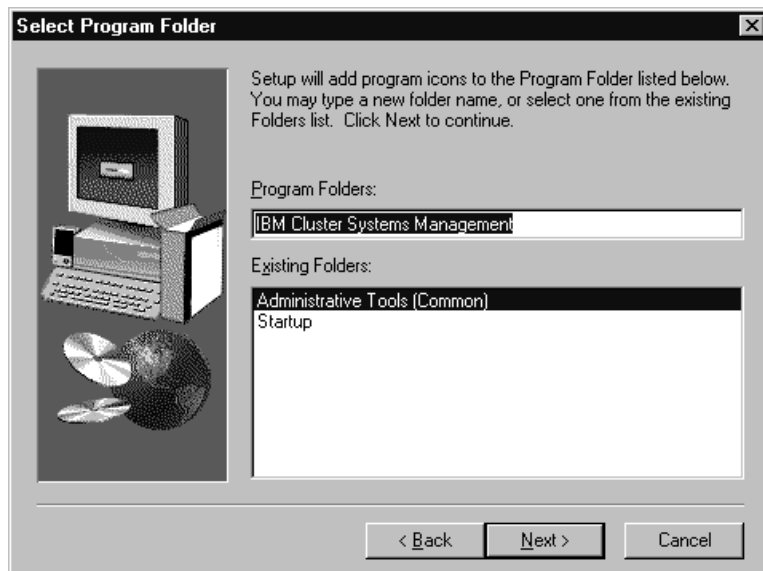 Select Program Folder
Setup will add program icons to the Program Folder listed below.
You may type a new folder name, or select one from the existing
Folders list. Click Next to continue.
Program Folders:
IBM Cluster Systems Management
Existing Folders:
Administrative Tools (Common)
Startup
< Back
Next >
Cancel